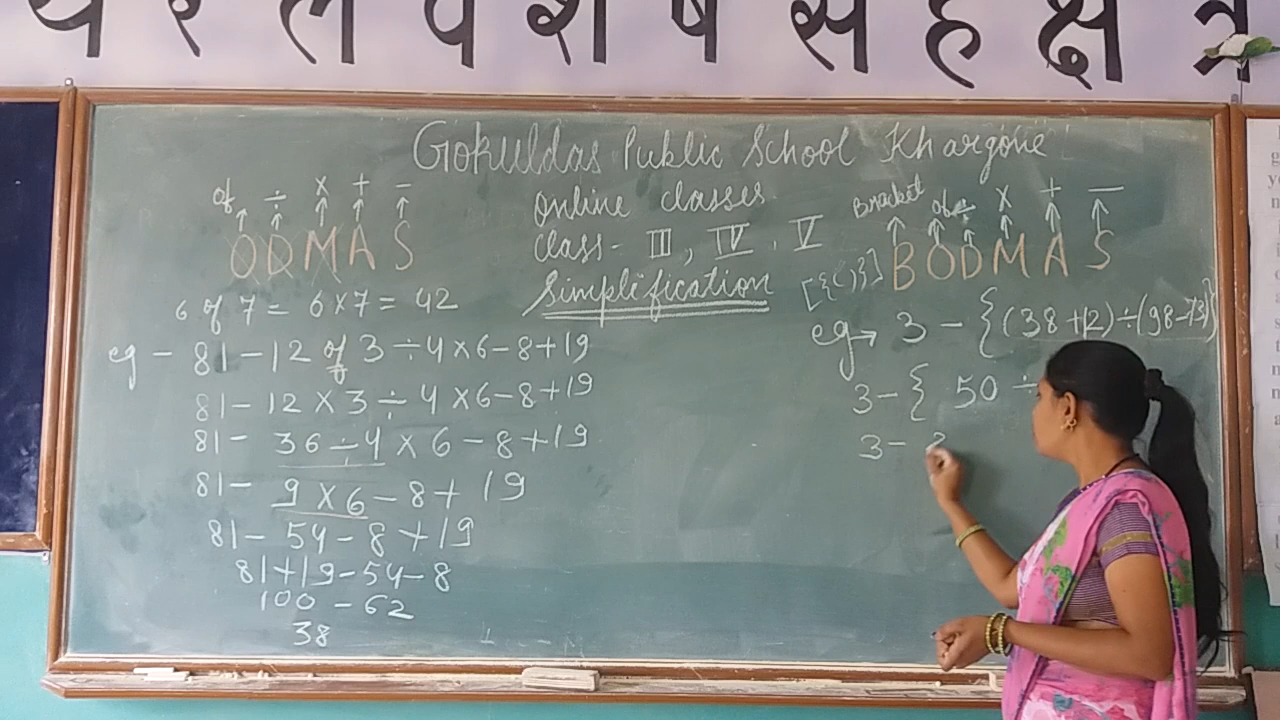 य र ल व श ष स ह क्ष त्र
Gokuldas Public School Khargone
Online classes
Class - III, IV, V
Simplification
of ÷ × + −
O D M A S
6 of 7 = 6×7 = 42
eg - 81 - 12 of 3 ÷ 4 × 6 - 8 + 19
81 - 12 × 3 ÷ 4 × 6 - 8 + 19
81 - 36 ÷ 4 × 6 - 8 + 19
81 - 9 × 6 - 8 + 19
81 - 54 - 8 + 19
81 + 19 - 54 - 8
100 - 62
38
Bracket of ÷ × + −
[{( )}] B O D M A S
eg → 3 - { (38 + 12) ÷ (98 - 73) }
3 - { 50 ÷
3 - 2